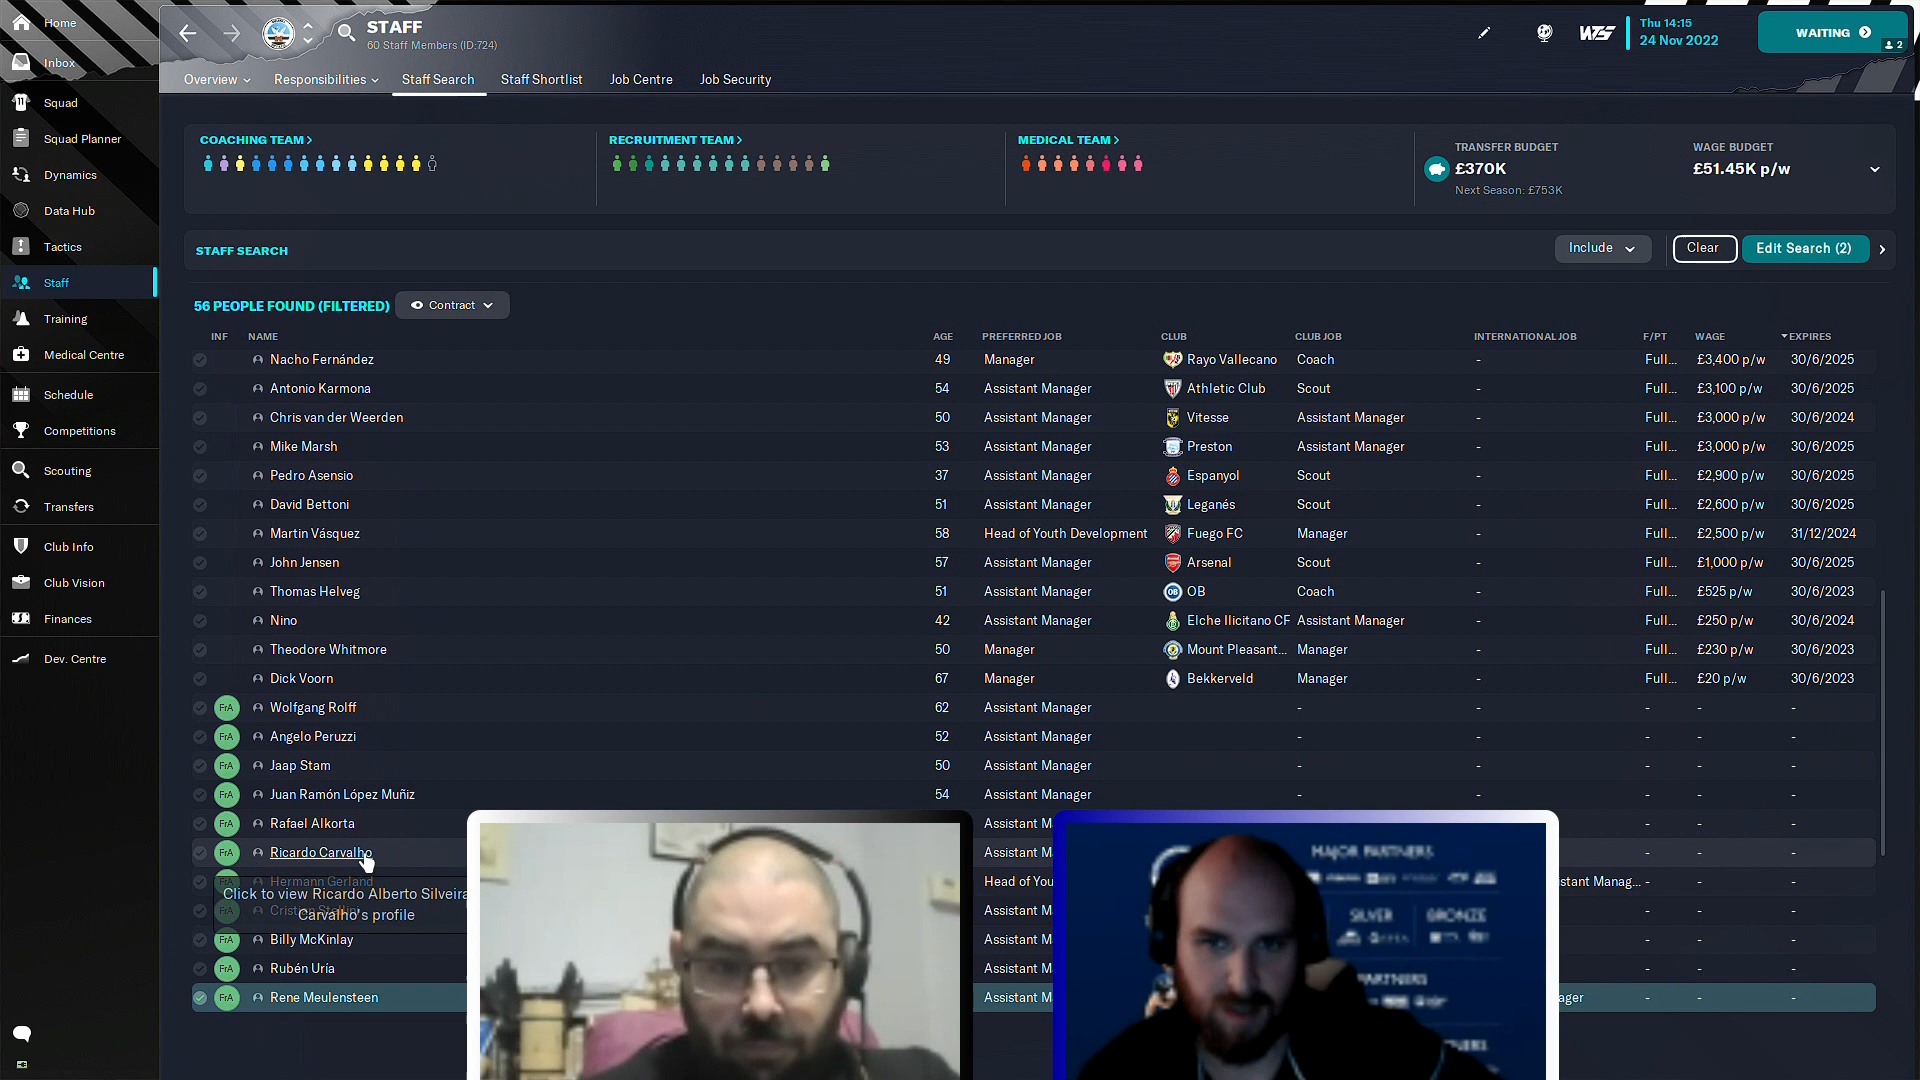 Home
Inbox
Squad
Squad Planner
Dynamics
Data Hub
Tactics
Staff
Training
Medical Centre
Schedule
Competitions
Scouting
Transfers
Club Info
Club Vision
Finances
Dev. Centre
STAFF
60 Staff Members (ID:724)
Thu 14:15
24 Nov 2022
WAITING
2
Overview Responsibilities Staff Search Staff Shortlist Job Centre Job Security
COACHING TEAM
RECRUITMENT TEAM
MEDICAL TEAM
TRANSFER BUDGET
£370K
Next Season: £753K
WAGE BUDGET
£51.45K p/w
STAFF SEARCH
Include
Clear
Edit Search (2)
56 PEOPLE FOUND (FILTERED)
Contract
INF NAME AGE PREFERRED JOB CLUB CLUB JOB INTERNATIONAL JOB F/PT WAGE EXPIRES
Nacho Fernández 49 Manager Rayo Vallecano Coach - Full... £3,400 p/w 30/6/2025
Antonio Karmona 54 Assistant Manager Athletic Club Scout - Full... £3,100 p/w 30/6/2025
Chris van der Weerden 50 Assistant Manager Vitesse Assistant Manager - Full... £3,000 p/w 30/6/2024
Mike Marsh 53 Assistant Manager Preston Assistant Manager - Full... £3,000 p/w 30/6/2025
Pedro Asensio 37 Assistant Manager Espanyol Scout - Full... £2,900 p/w 30/6/2025
David Bettoni 51 Assistant Manager Leganés Scout - Full... £2,600 p/w 30/6/2025
Martin Vásquez 58 Head of Youth Development Fuego FC Manager - Full... £2,500 p/w 31/12/2024
John Jensen 57 Assistant Manager Arsenal Scout - Full... £1,000 p/w 30/6/2025
Thomas Helveg 51 Assistant Manager OB Coach - Full... £525 p/w 30/6/2023
Nino 42 Assistant Manager Elche Ilicitano CF Assistant Manager - Full... £250 p/w 30/6/2024
Theodore Whitmore 50 Manager Mount Pleasant... Manager - Full... £230 p/w 30/6/2023
Dick Voorn 67 Manager Bekkerveld Manager - Full... £20 p/w 30/6/2023
FrA Wolfgang Rolff 62 Assistant Manager - - - - -
FrA Angelo Peruzzi 52 Assistant Manager - - - - -
FrA Jaap Stam 50 Assistant Manager - - - - -
FrA Juan Ramón López Muñiz 54 Assistant Manager - - - - -
FrA Rafael Alkorta Assistant M - - -
FrA Ricardo Carvalho Assistant M - - -
Hermann Gerland Head of You istant Manag... - - -
Click to view Ricardo Alberto Silveira
Carvalho's profile
Assistant M - - -
FrA Billy McKinlay Assistant M - - -
FrA Rubén Uría Assistant M - - -
FrA Rene Meulensteen Assistant M ager - - -
MAJOR PARTNERS
SILVER BRONZE
PARTNERS